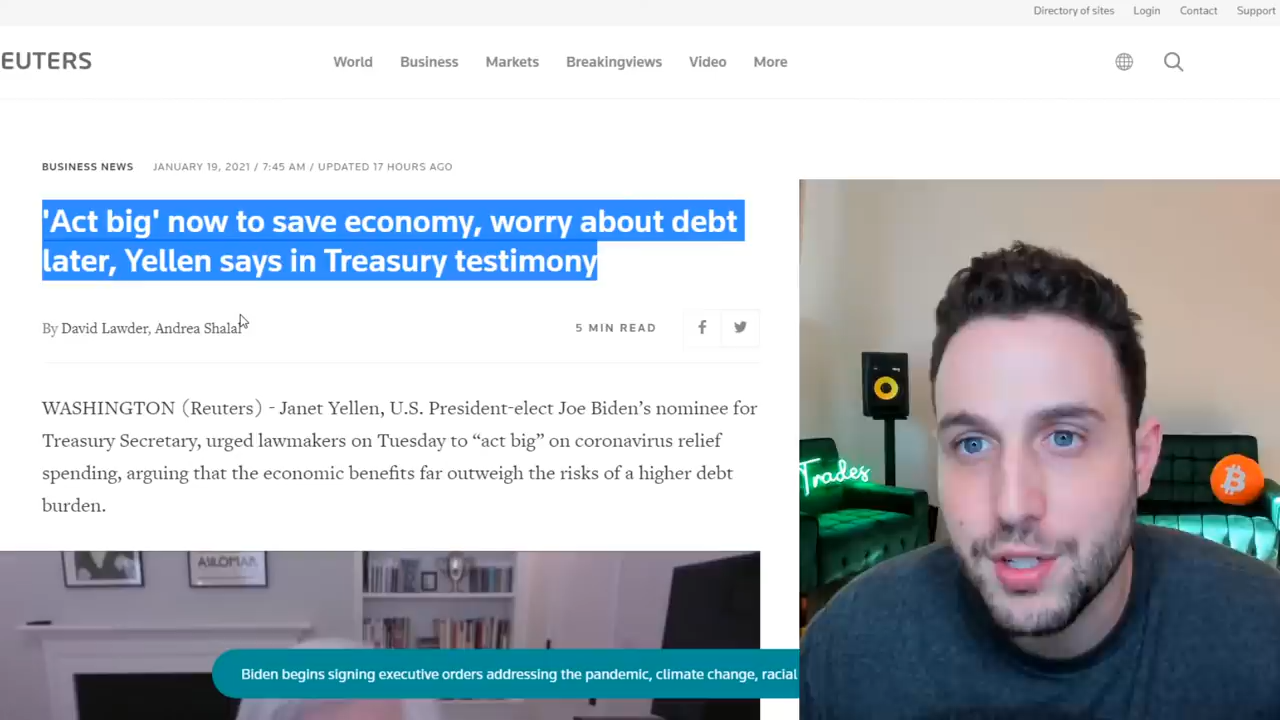 Directory of sites Login Contact Support
EUTERS World Business Markets Breakingviews Video More
BUSINESS NEWS JANUARY 19, 2021 / 7:45 AM / UPDATED 17 HOURS AGO
'Act big' now to save economy, worry about debt
later, Yellen says in Treasury testimony
By David Lawder, Andrea Shalal
5 MIN READ
WASHINGTON (Reuters) - Janet Yellen, U.S. President-elect Joe Biden’s nominee for
Treasury Secretary, urged lawmakers on Tuesday to “act big” on coronavirus relief
spending, arguing that the economic benefits far outweigh the risks of a higher debt
burden.
Trades
Biden begins signing executive orders addressing the pandemic, climate change, racial